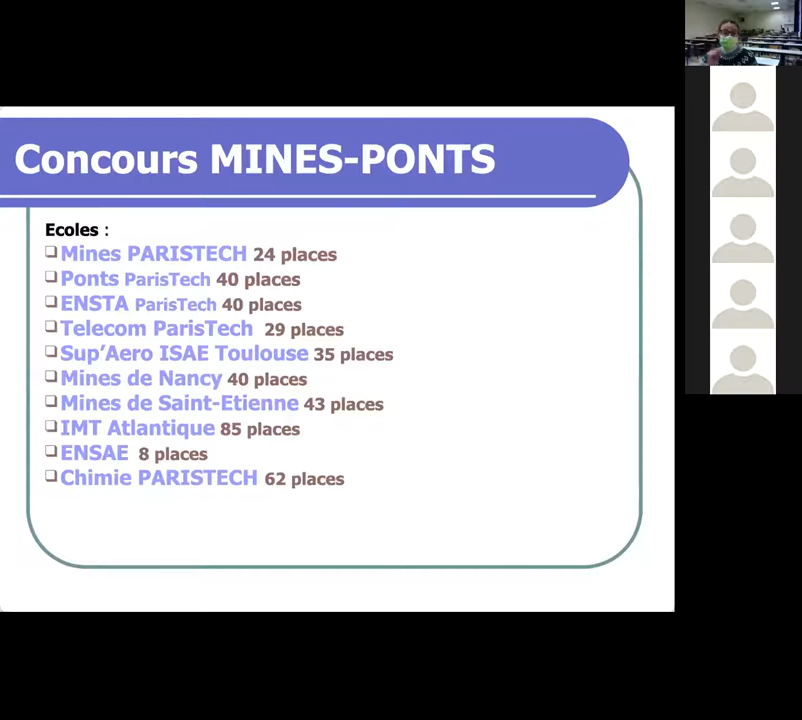 Concours MINES-PONTS
Ecoles :
Mines PARISTECH 24 places
Ponts ParisTech 40 places
ENSTA ParisTech 40 places
Telecom ParisTech 29 places
Sup'Aero ISAE Toulouse 35 places
Mines de Nancy 40 places
Mines de Saint-Etienne 43 places
IMT Atlantique 85 places
ENSAE 8 places
Chimie PARISTECH 62 places